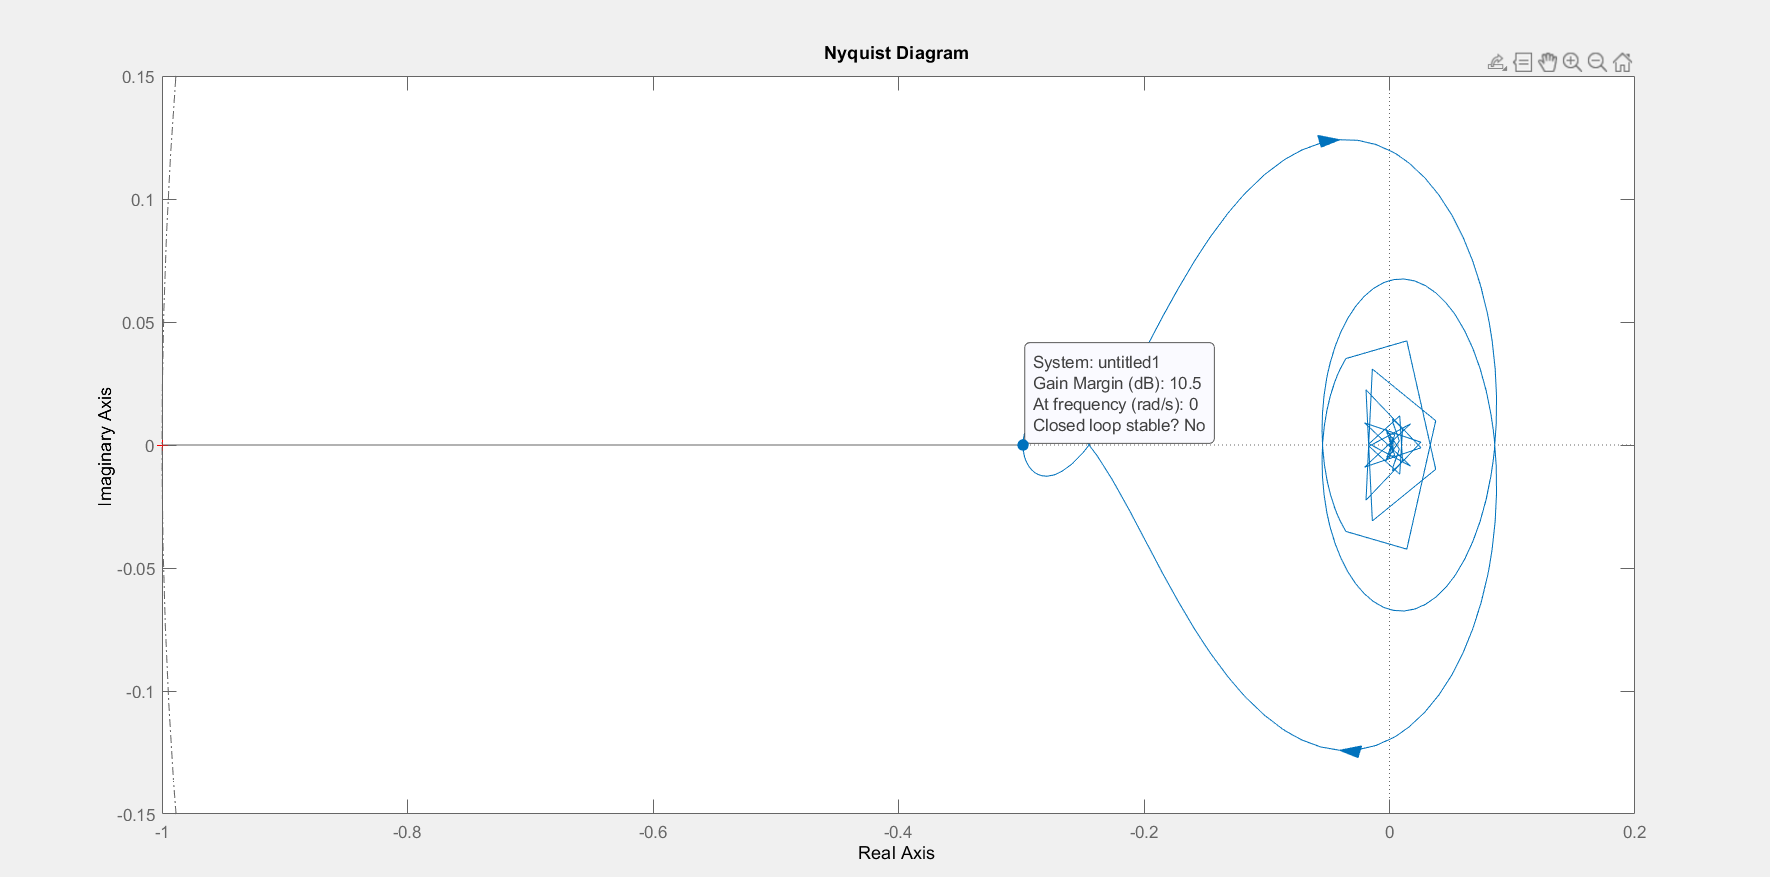 Nyquist Diagram
0.15
0.1
0.05
0
-0.05
-0.1
-0.15
Imaginary Axis
System: untitled1
Gain Margin (dB): 10.5
At frequency (rad/s): 0
Closed loop stable? No
-1 -0.8 -0.6 -0.4 -0.2 0 0.2
Real Axis